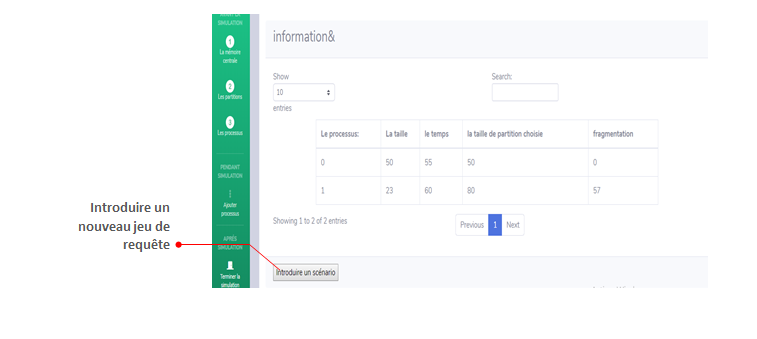 SIMULATION
1
La mémoire
centrale
2
Les partitions
3
Les processus
PENDANT
SIMULATION
Ajouter
processus
APRÈS
SIMULATION
Terminer la
simulation
Introduire un
nouveau jeu de
requête
information&
Show
10
entries
Search:
Le processus: La taille le temps la taille de partition choisie fragmentation
0 50 55 50 0
1 23 60 80 57
Showing 1 to 2 of 2 entries
Previous 1 Next
Introduire un scénario